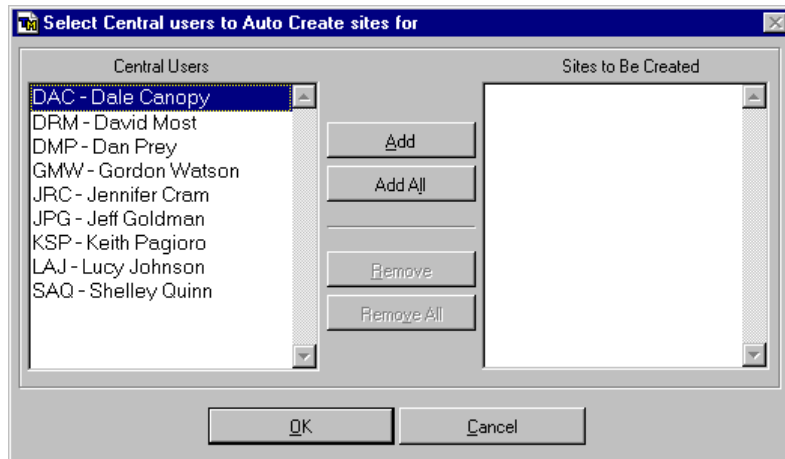 Select Central users to Auto Create sites for
Central Users
Sites to Be Created
DAC - Dale Canopy
DRM - David Most
DMP - Dan Prey
GMW - Gordon Watson
JRC - Jennifer Cram
JPG - Jeff Goldman
KSP - Keith Pagioro
LAJ - Lucy Johnson
SAQ - Shelley Quinn
Add
Add All
Remove
Remove All
OK
Cancel